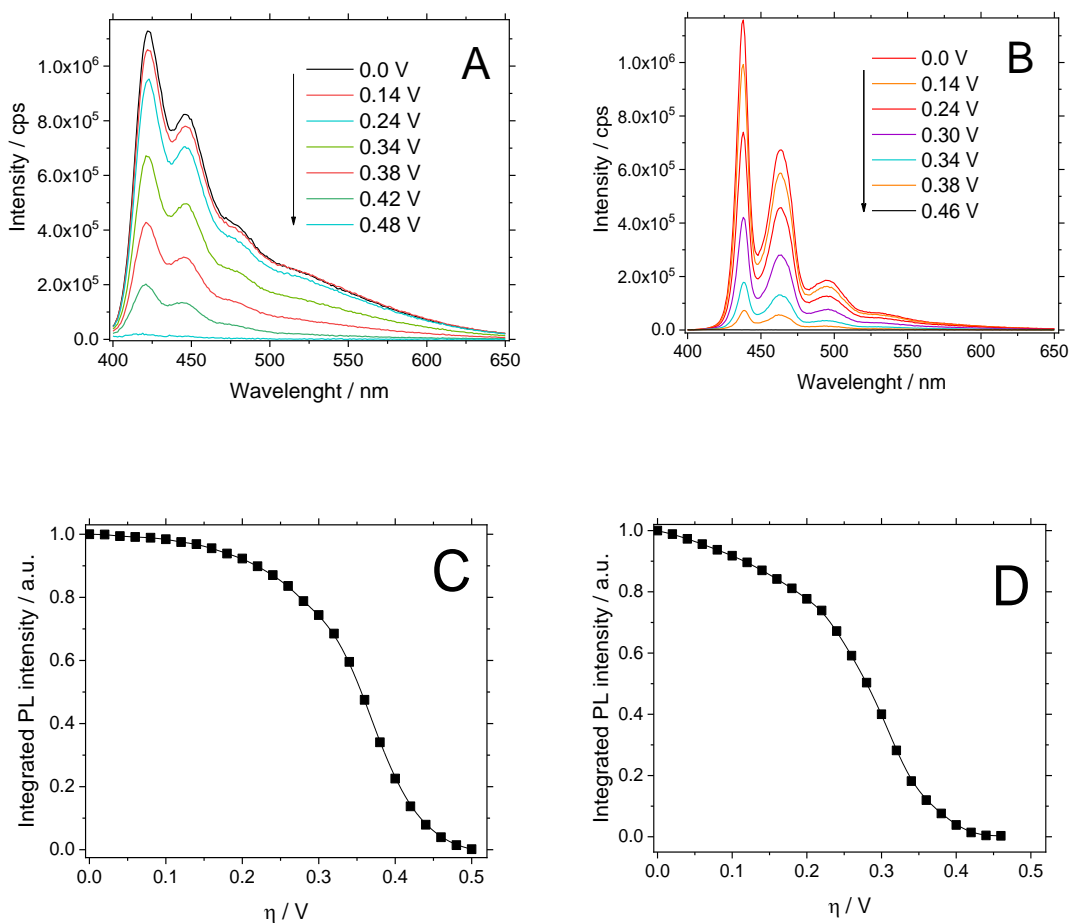 A
1.0x10⁶
8.0x10⁵
6.0x10⁵
4.0x10⁵
2.0x10⁵
0.0
Intensity / cps
0.0 V
0.14 V
0.24 V
0.34 V
0.38 V
0.42 V
0.48 V
400 450 500 550 600 650
Wavelenght / nm
B
1.0x10⁶
8.0x10⁵
6.0x10⁵
4.0x10⁵
2.0x10⁵
0.0
Intensity / cps
0.0 V
0.14 V
0.24 V
0.30 V
0.34 V
0.38 V
0.46 V
400 450 500 550 600 650
Wavelenght / nm
C
1.0
0.8
0.6
0.4
0.2
0.0
Integrated PL intensity / a.u.
0.0 0.1 0.2 0.3 0.4 0.5
η / V
D
1.0
0.8
0.6
0.4
0.2
0.0
Integrated PL intensity / a.u.
0.0 0.1 0.2 0.3 0.4 0.5
η / V